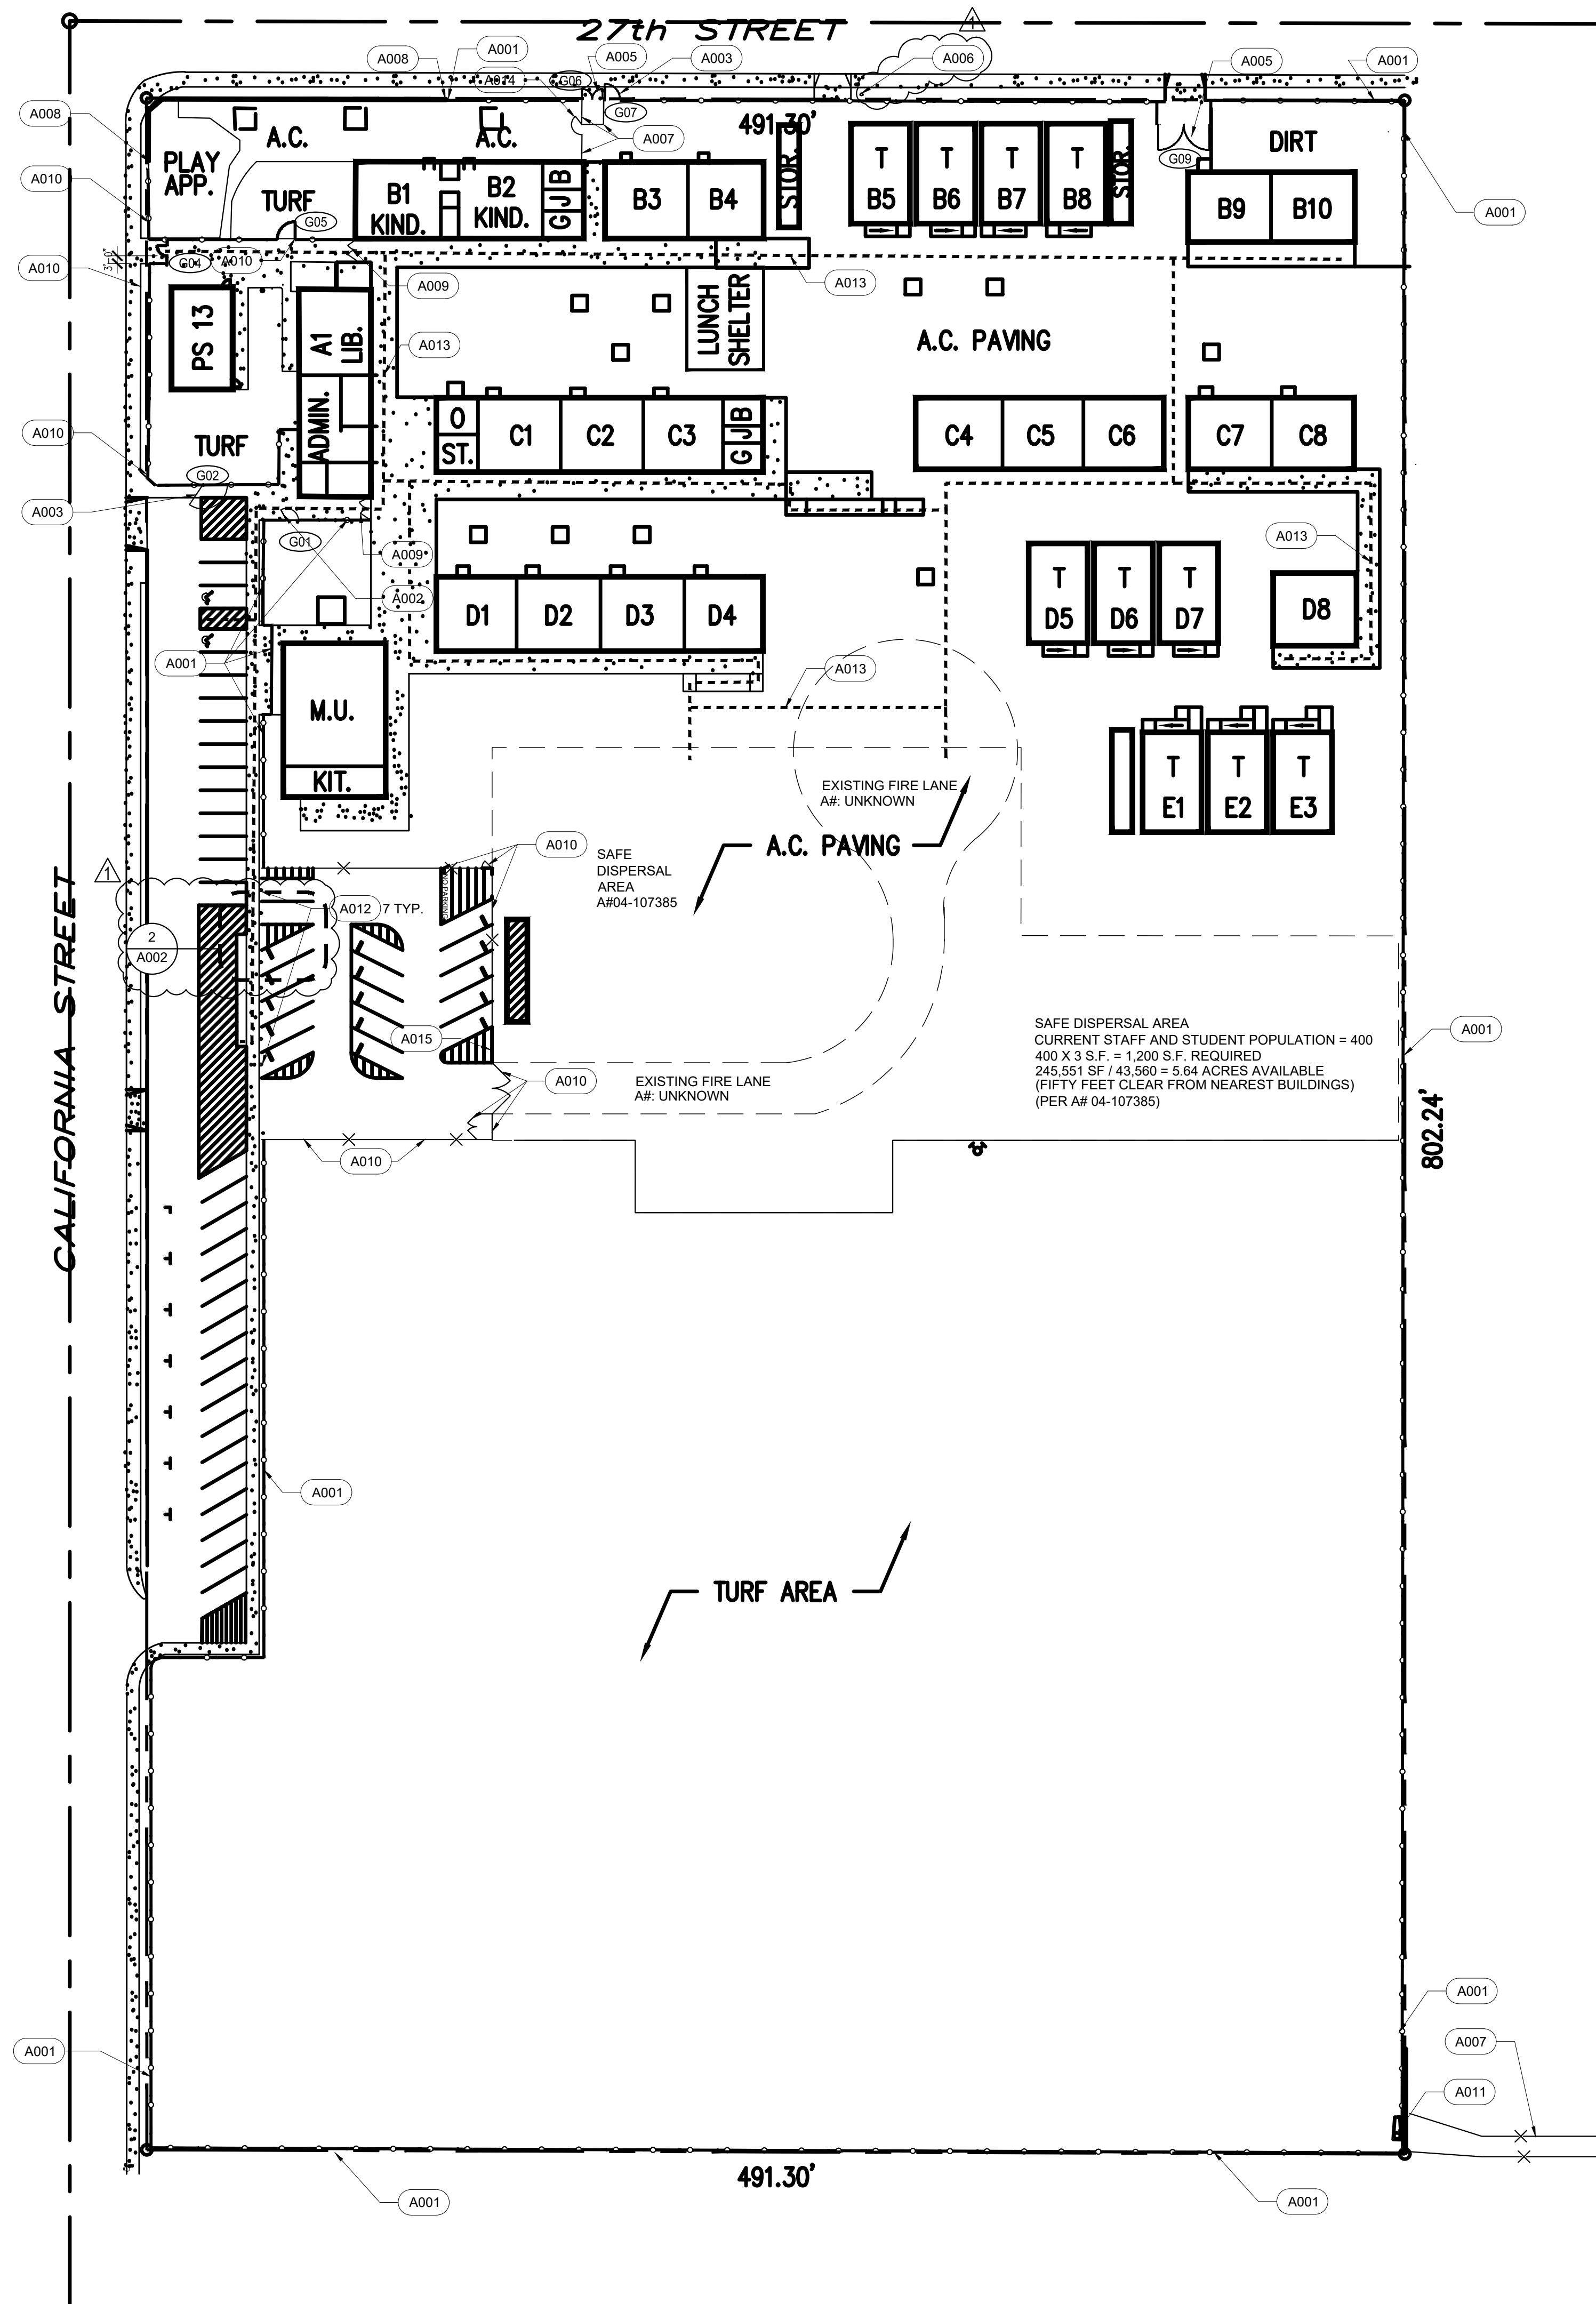 27th STREET
1
A008
A001
A005
A003
A006
A005
A001
A014
G06
G07
A007
491.30'
A008
PLAY
APP.
A.C.
A.C.
STOR.
T
B5
T
B6
T
B7
T
B8
STOR.
G09
DIRT
A010
TURF
G05
B1
KIND.
B2
KIND.
G J B
B3
B4
B9
B10
A001
3'-0"
A010
G04
A010
A009
A013
PS 13
A1
LIB.
A013
LUNCH
SHELTER
A.C. PAVING
ADMIN.
A010
TURF
G02
O
ST.
C1
C2
C3
G J B
C4
C5
C6
C7
C8
A003
G01
A009
A013
A002
D1
D2
D3
D4
T
D5
T
D6
T
D7
D8
A001
A013
M.U.
KIT.
T
E1
T
E2
T
E3
EXISTING FIRE LANE
A#: UNKNOWN
A.C. PAVING
A010
SAFE
DISPERSAL
AREA
A#04-107385
1
NO PARKING
A012
7 TYP.
2
A002
CALIFORNIA STREET
A015
A010
EXISTING FIRE LANE
A#: UNKNOWN
SAFE DISPERSAL AREA
CURRENT STAFF AND STUDENT POPULATION = 400
400 X 3 S.F. = 1,200 S.F. REQUIRED
245,551 SF / 43,560 = 5.64 ACRES AVAILABLE
(FIFTY FEET CLEAR FROM NEAREST BUILDINGS)
(PER A# 04-107385)
A001
802.24'
A010
A001
TURF AREA
A001
A001
A007
A011
491.30'
A001
A001